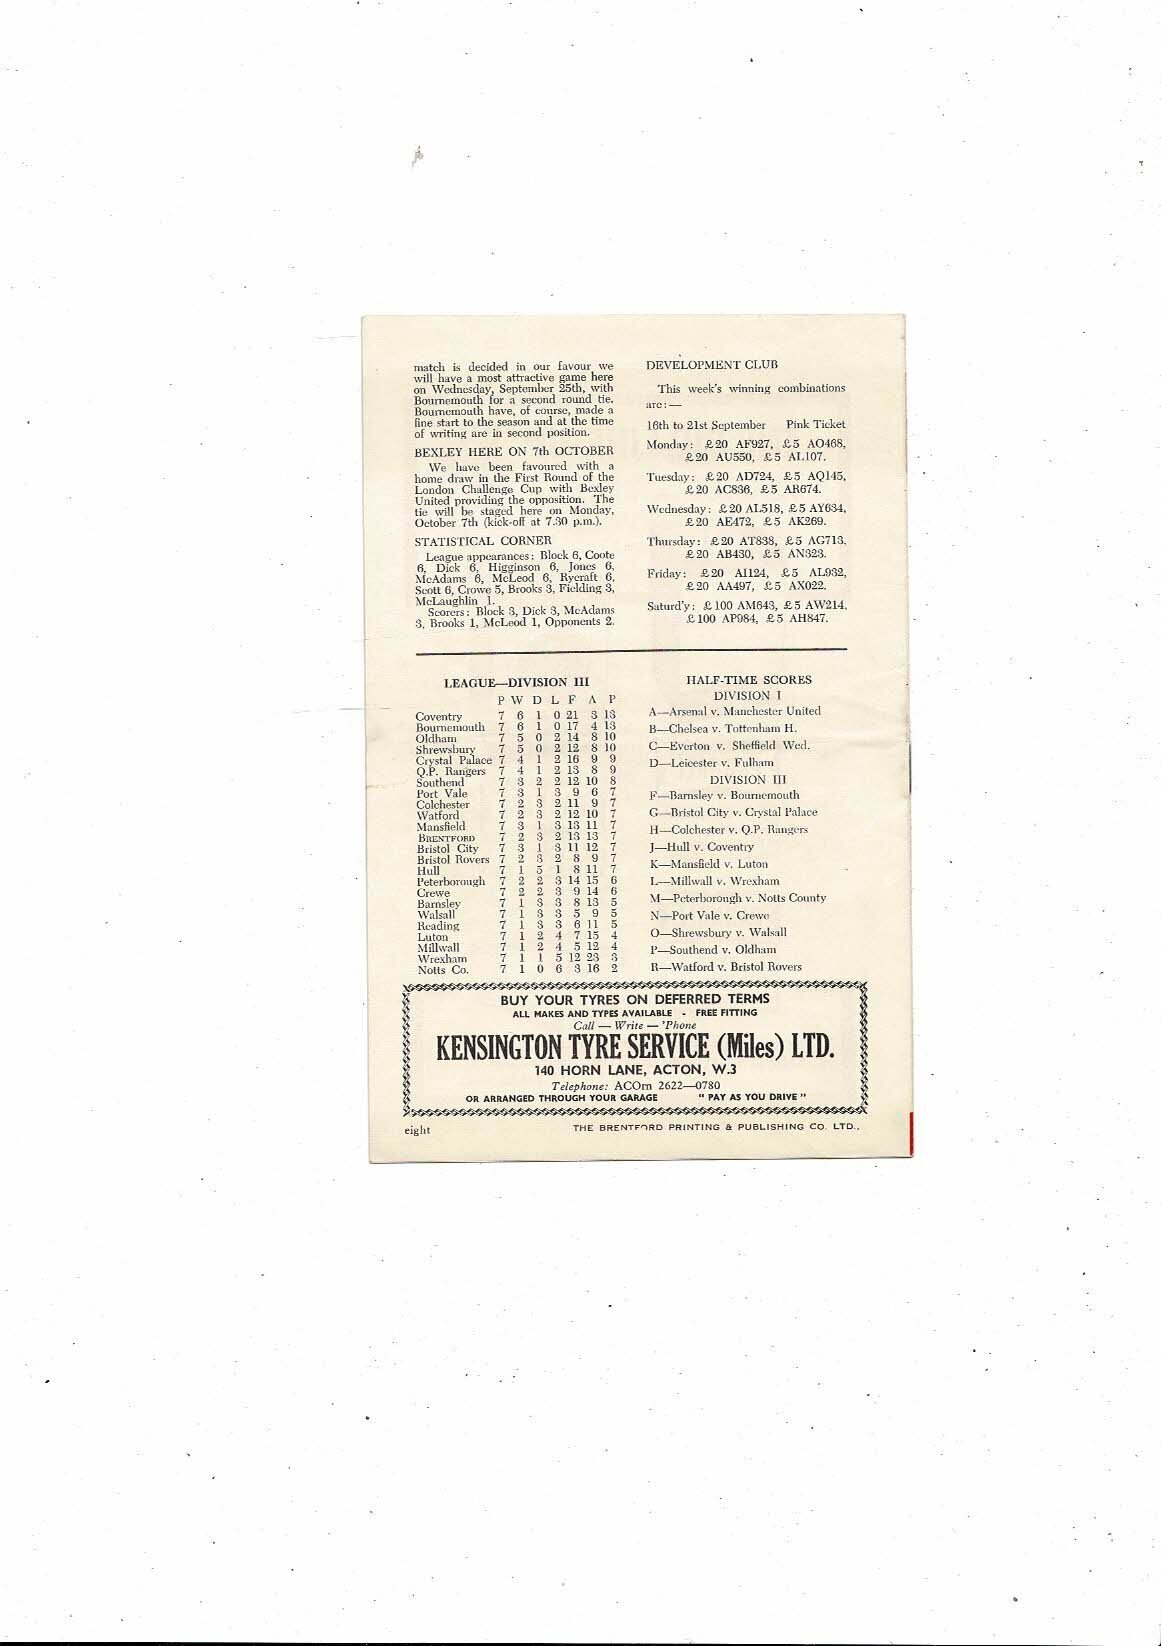 match is decided in our favour we
will have a most attractive game here
on Wednesday, September 25th, with
Bournemouth for a second round tie.
Bournemouth have, of course, made a
fine start to the season and at the time
of writing are in second position.
BEXLEY HERE ON 7th OCTOBER
We have been favoured with a
home draw in the First Round of the
London Challenge Cup with Bexley
United providing the opposition. The
tie will be staged here on Monday,
October 7th (kick-off at 7.30 p.m.).
STATISTICAL CORNER
League appearances: Block 6, Coote
6, Dick 6, Higginson 6, Jones 6,
McAdams 6, McLeod 6, Rycraft 6,
Scott 6, Crowe 5, Brooks 3, Fielding 3,
McLaughlin 1.
Scorers: Block 3, Dick 3, McAdams
3, Brooks 1, McLeod 1, Opponents 2.
DEVELOPMENT CLUB
This week's winning combinations
are:—
16th to 21st September Pink Ticket
Monday: £20 AF927, £5 AO468,
£20 AU550, £5 AL107.
Tuesday: £20 AD724, £5 AQ145,
£20 AC836, £5 AR674.
Wednesday: £20 AL518, £5 AY634,
£20 AE472, £5 AK269.
Thursday: £20 AT838, £5 AG713,
£20 AB430, £5 AN323.
Friday: £20 AI124, £5 AL932,
£20 AA497, £5 AX022.
Saturd'y: £100 AM643, £5 AW214,
£100 AP984, £5 AH847.
LEAGUE—DIVISION III
P W D L F A P
Coventry 7 6 1 0 21 3 13
Bournemouth 7 6 1 0 17 4 13
Oldham 7 5 0 2 14 8 10
Shrewsbury 7 5 0 2 12 8 10
Crystal Palace 7 4 1 2 16 9 9
Q.P. Rangers 7 4 1 2 13 8 9
Southend 7 3 2 2 12 10 8
Port Vale 7 3 1 3 9 6 7
Colchester 7 2 3 2 11 9 7
Watford 7 2 3 2 12 10 7
Mansfield 7 3 1 3 13 11 7
BRENTFORD 7 2 3 2 13 13 7
Bristol City 7 3 1 3 11 12 7
Bristol Rovers 7 2 3 2 8 9 7
Hull 7 1 5 1 8 11 7
Peterborough 7 2 2 3 14 15 6
Crewe 7 2 2 3 9 14 6
Barnsley 7 1 3 3 8 13 5
Walsall 7 1 3 3 5 9 5
Reading 7 1 3 3 6 11 5
Luton 7 1 2 4 7 15 4
Millwall 7 1 2 4 5 12 4
Wrexham 7 1 1 5 12 23 3
Notts Co. 7 1 0 6 3 16 2
HALF-TIME SCORES
DIVISION I
A—Arsenal v. Manchester United
B—Chelsea v. Tottenham H.
C—Everton v. Sheffield Wed.
D—Leicester v. Fulham
DIVISION III
F—Barnsley v. Bournemouth
G—Bristol City v. Crystal Palace
H—Colchester v. Q.P. Rangers
J—Hull v. Coventry
K—Mansfield v. Luton
L—Millwall v. Wrexham
M—Peterborough v. Notts County
N—Port Vale v. Crewe
O—Shrewsbury v. Walsall
P—Southend v. Oldham
R—Watford v. Bristol Rovers
BUY YOUR TYRES ON DEFERRED TERMS
ALL MAKES AND TYPES AVAILABLE - FREE FITTING
Call — Write — 'Phone
KENSINGTON TYRE SERVICE (Miles) LTD.
140 HORN LANE, ACTON, W.3
Telephone: ACOrn 2622—0780
OR ARRANGED THROUGH YOUR GARAGE " PAY AS YOU DRIVE "
eight
THE BRENTFORD PRINTING & PUBLISHING CO. LTD.,